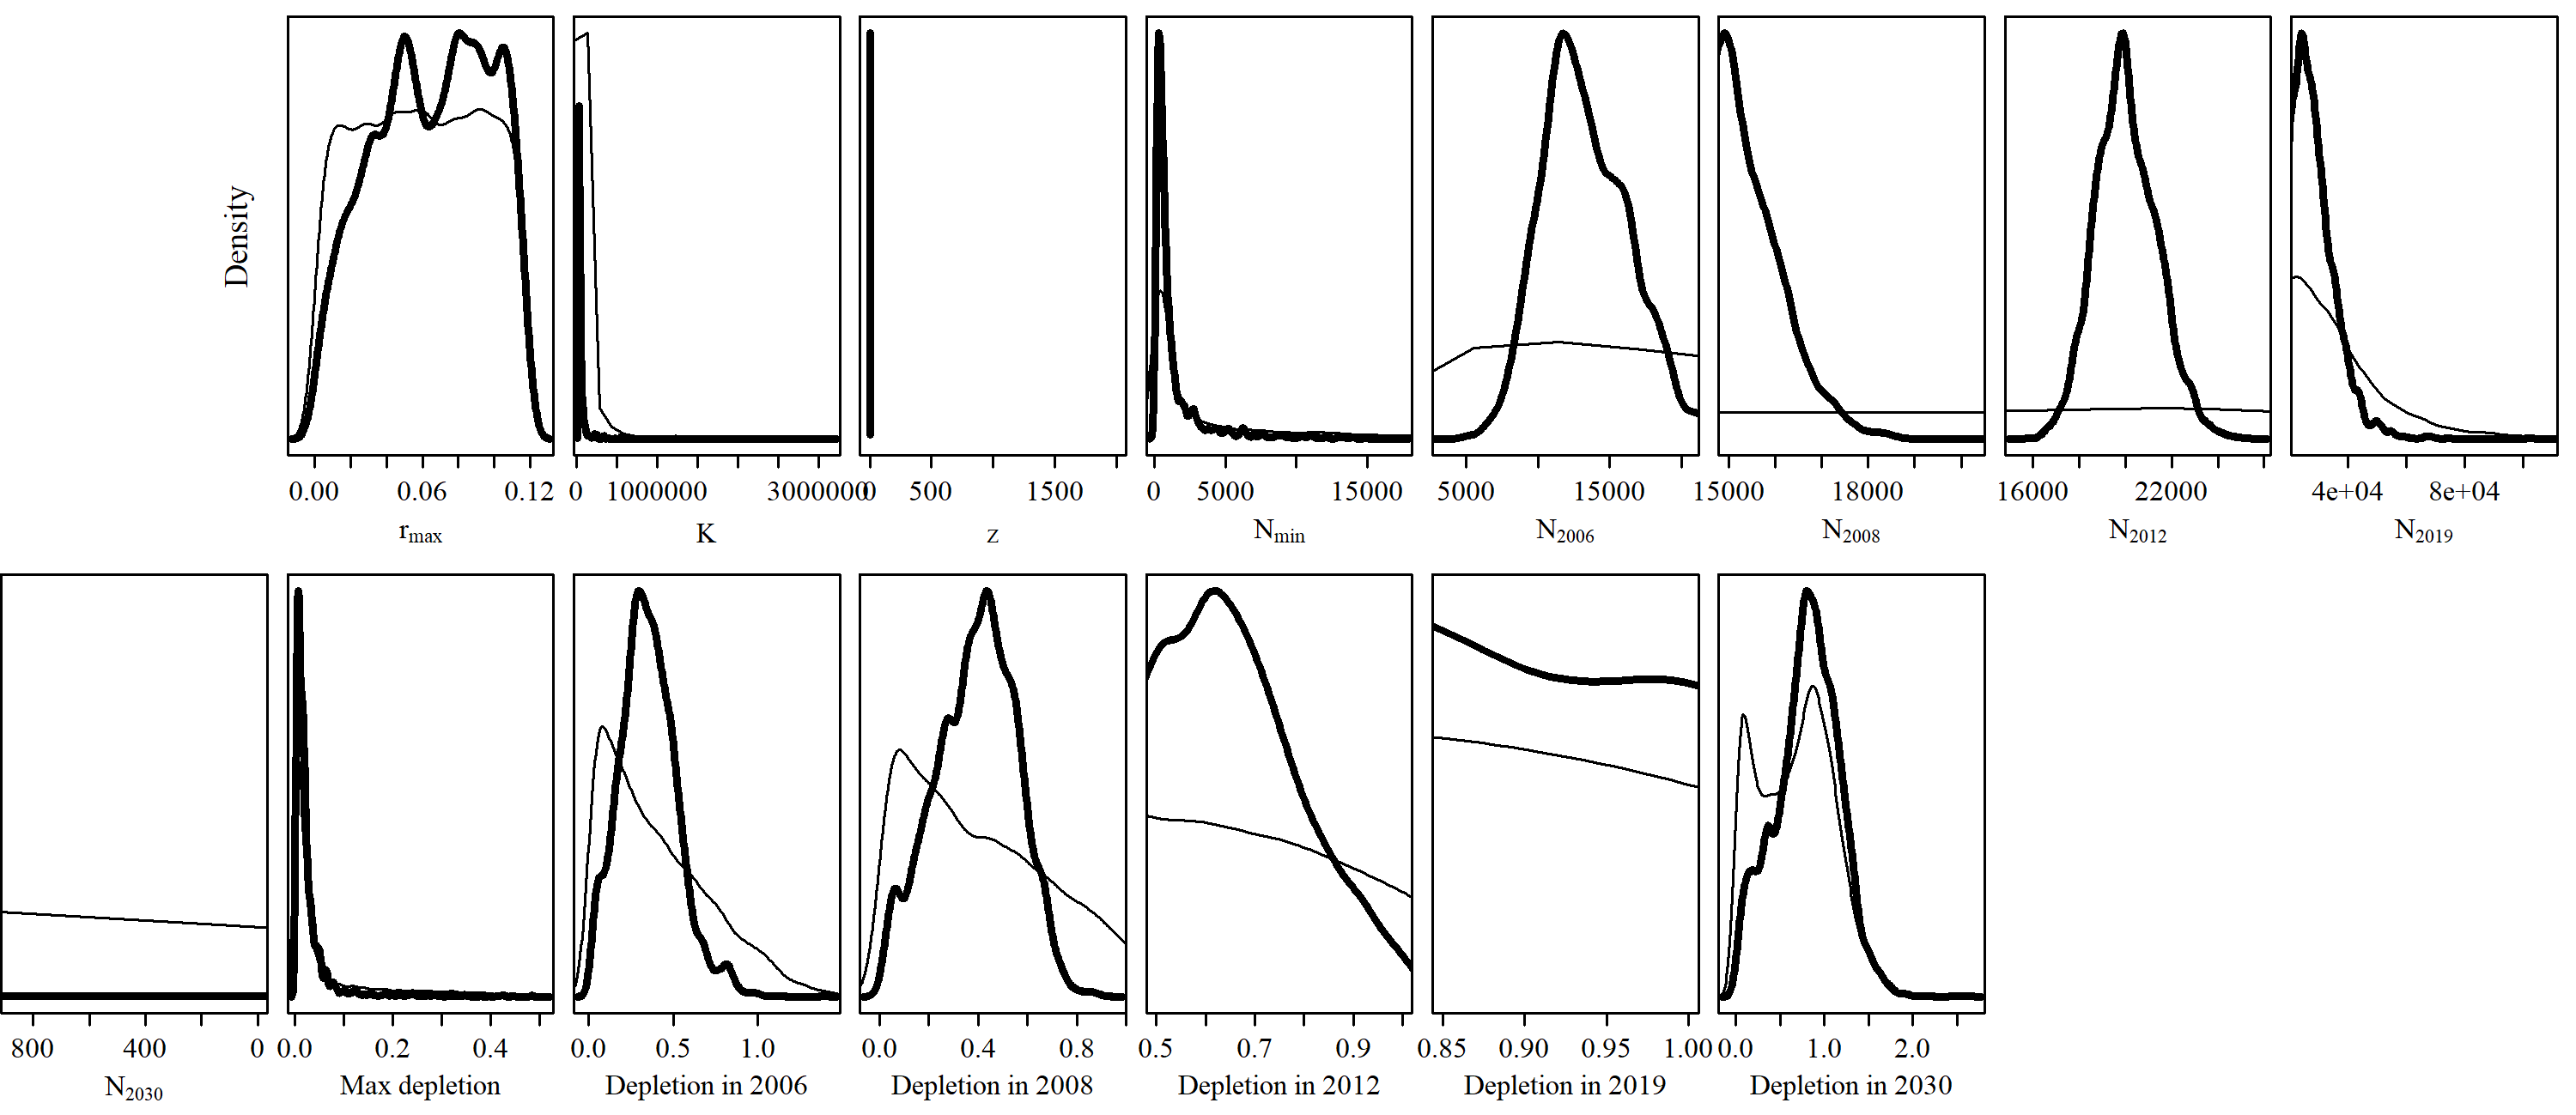 Density
0.00 0.06 0.12 0 1000000 3000000 0 500 1500 0 5000 15000 5000 15000 15000 18000 16000 22000 4e+04 8e+04
rmax K z Nmin N2006 N2008 N2012 N2019
800 400 0 0.0 0.2 0.4 0.0 0.5 1.0 0.0 0.4 0.8 0.5 0.7 0.9 0.85 0.90 0.95 1.00 0.0 1.0 2.0
N2030 Max depletion Depletion in 2006 Depletion in 2008 Depletion in 2012 Depletion in 2019 Depletion in 2030